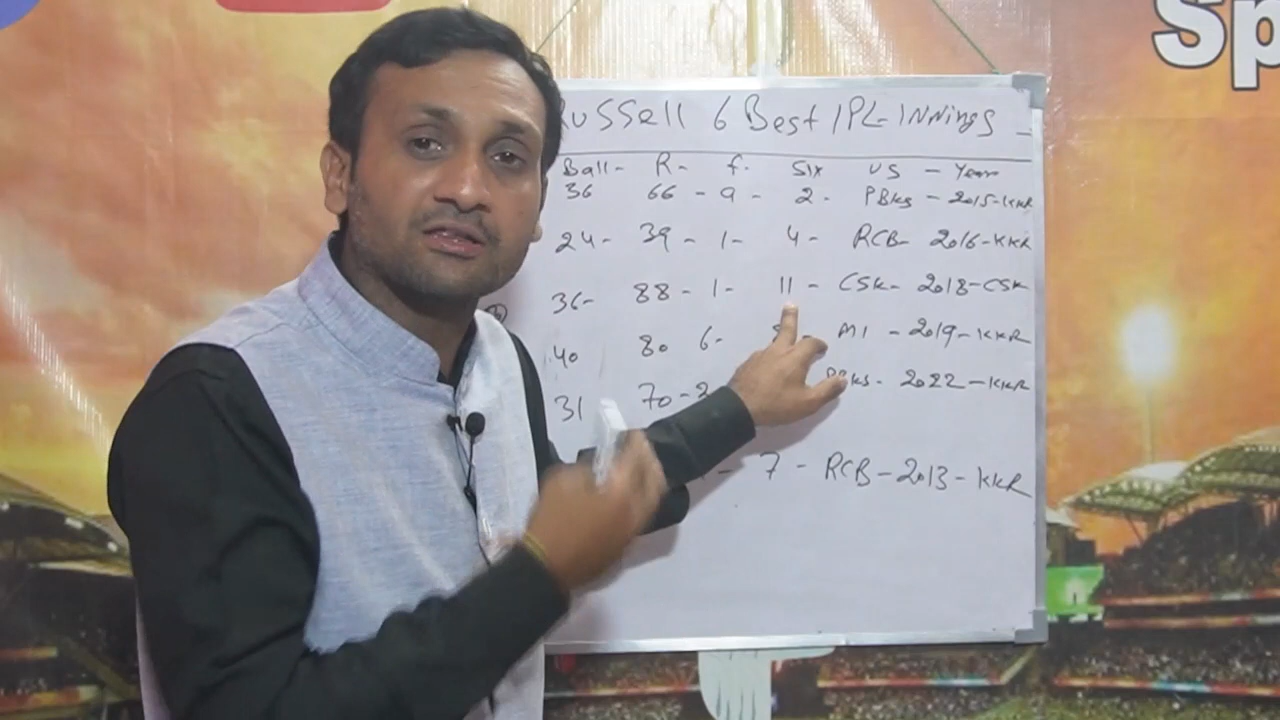 Russell 6 Best IPL-INNings -
Ball - R - f. Six VS - Year
36 66 - 9 - 2 - PBks - 2015-KKR
24 - 39 - 1 - 4 - RCB - 2016-KKR
36 - 88 - 1 - 11 - CSK - 2018-CSK
40 80 6 - MI - 2019-KKR
31 70 - 2 PBks - 2022-KKR
- 7 - RCB - 2013 - KKR
Sp